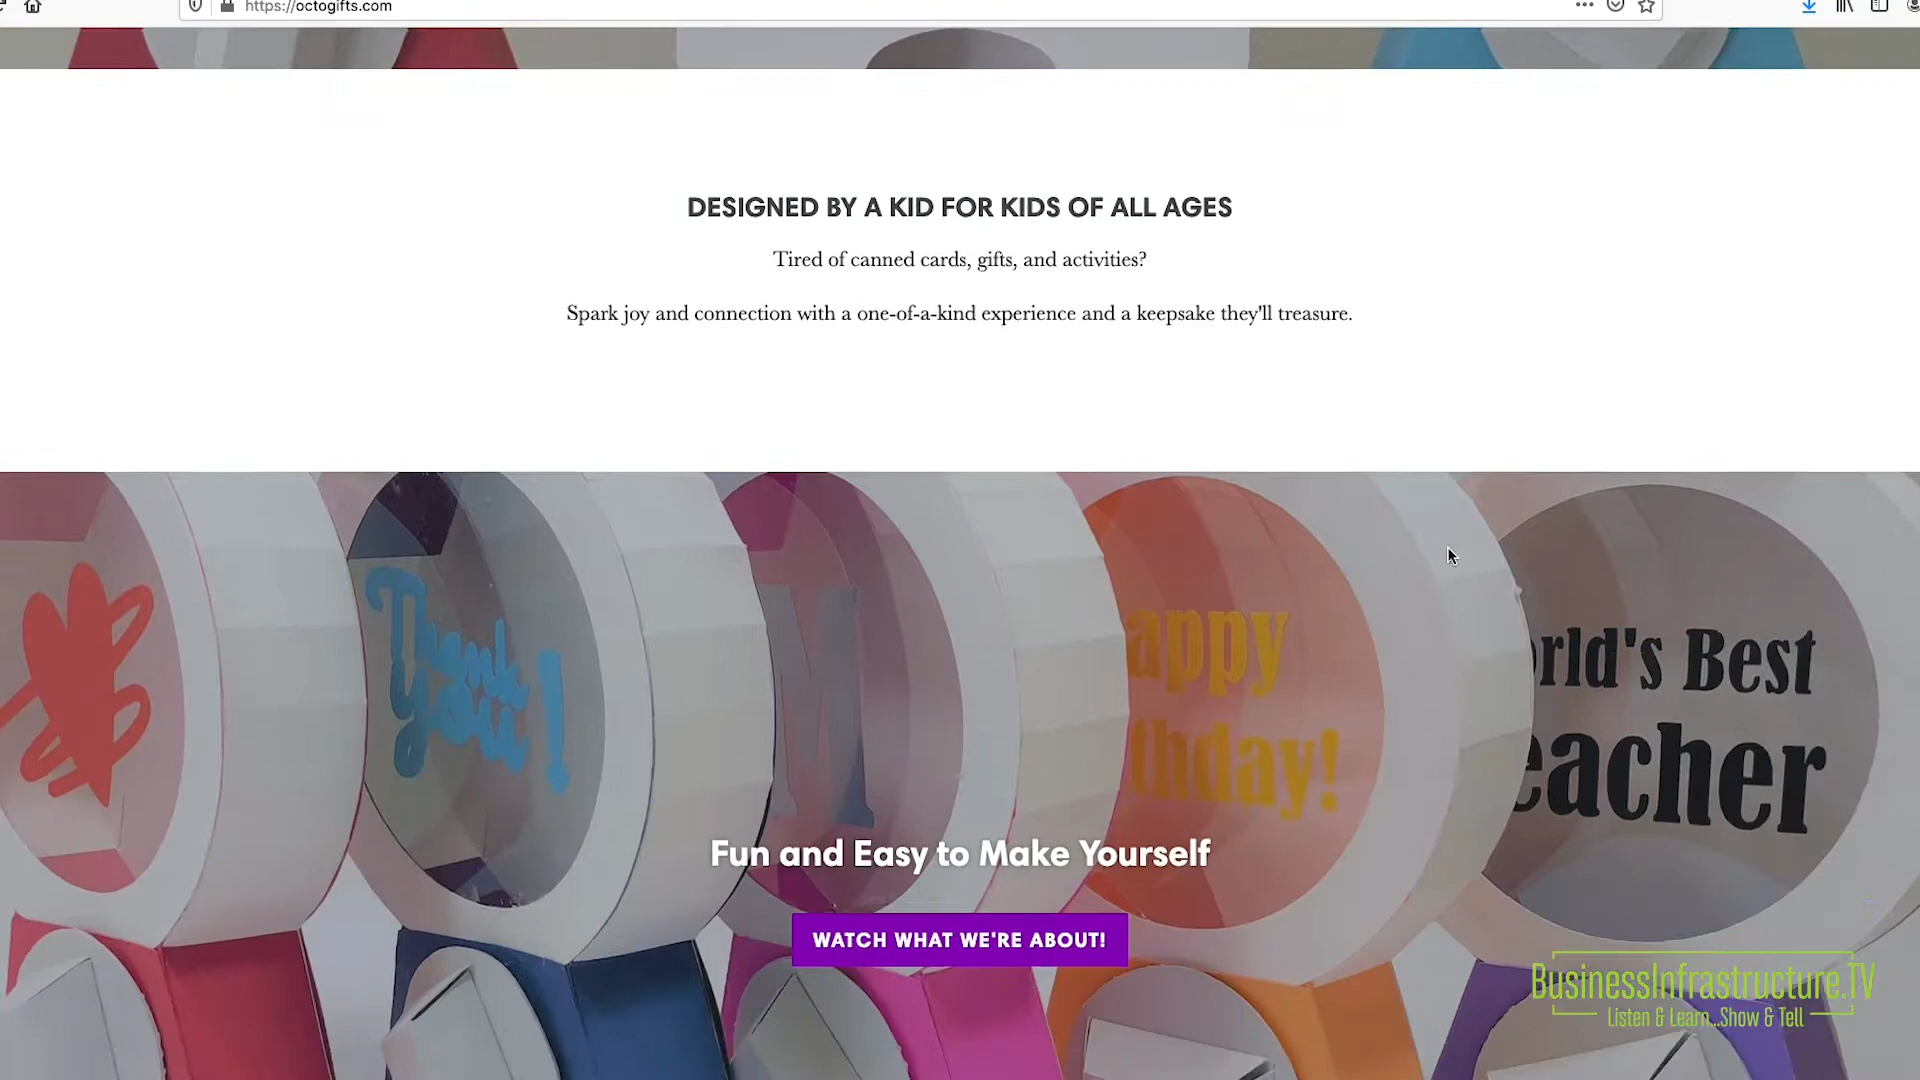 https://octogifts.com
DESIGNED BY A KID FOR KIDS OF ALL AGES
Tired of canned cards, gifts, and activities?
Spark joy and connection with a one-of-a-kind experience and a keepsake they'll treasure.
Thank
you!
M
appy
thday!
orld's Best
eacher
Fun and Easy to Make Yourself
WATCH WHAT WE'RE ABOUT!
BusinessInfrastructure.TV
Listen & Learn...Show & Tell